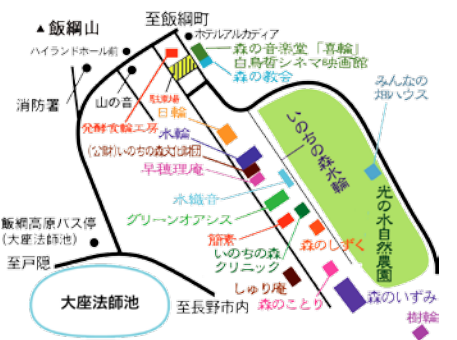 至飯綱町
▲飯綱山
ホテルアルカディア
ハイランドホール前
森の音楽堂「喜輪」
白鳥哲シネマ映画館
森の教会
みんなの
畑ハウス
消防署
山の音
駐車場
発酵食輪工房
日輪
水輪
(公財)いのちの森文化財団
早穂理庵
いのちの森水輪
水織音
光の水自然農園
グリーンオアシス
飯綱高原バス停
(大座法師池)
簡素
いのちの森
クリニック
森のしずく
至戸隠
しゅり庵
大座法師池
至長野市内
森のことり
森のいずみ
樹輪